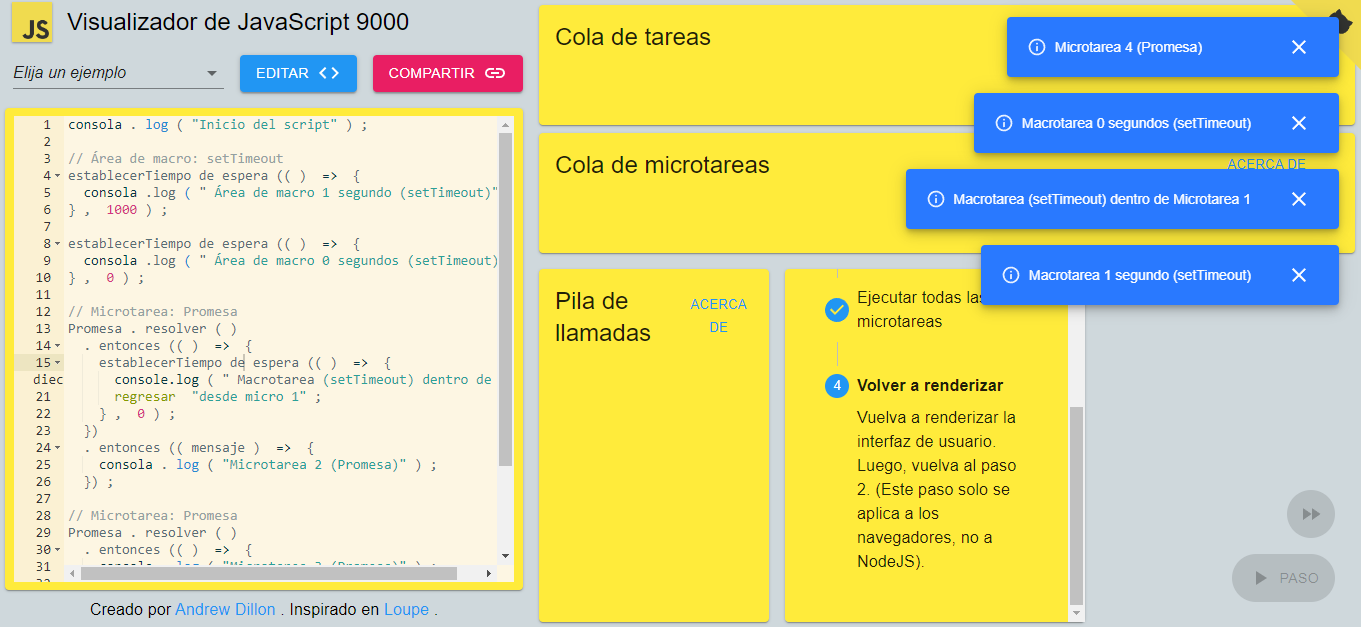 JS
Visualizador de JavaScript 9000
Elija un ejemplo
EDITAR <>
COMPARTIR
1 consola . log ( "Inicio del script" ) ;
2
3 // Área de macro: setTimeout
4 establecerTiempo de espera (( ) => {
5 consola .log ( " Área de macro 1 segundo (setTimeout)"
6 } , 1000 ) ;
7
8 establecerTiempo de espera (( ) => {
9 consola .log ( " Área de macro 0 segundos (setTimeout)
10 } , 0 ) ;
11
12 // Microtarea: Promesa
13 Promesa . resolver ( )
14 . entonces (( ) => {
15 establecerTiempo de espera (( ) => {
diec console.log ( " Macrotarea (setTimeout) dentro de
21 regresar "desde micro 1" ;
22 } , 0 ) ;
23 })
24 . entonces (( mensaje ) => {
25 consola . log ( "Microtarea 2 (Promesa)" ) ;
26 }) ;
27
28 // Microtarea: Promesa
29 Promesa . resolver ( )
30 . entonces (( ) => {
31 consola . log ( "Microtarea 3 (Promesa)" ) ;
32
Creado por Andrew Dillon . Inspirado en Loupe .
Cola de tareas
Cola de microtareas
ACERCA DE
Microtarea 4 (Promesa)
Macrotarea 0 segundos (setTimeout)
Macrotarea (setTimeout) dentro de Microtarea 1
Macrotarea 1 segundo (setTimeout)
Pila de
llamadas
ACERCA
DE
Ejecutar todas las
microtareas
4 Volver a renderizar
Vuelva a renderizar la
interfaz de usuario.
Luego, vuelva al paso
2. (Este paso solo se
aplica a los
navegadores, no a
NodeJS).
PASO